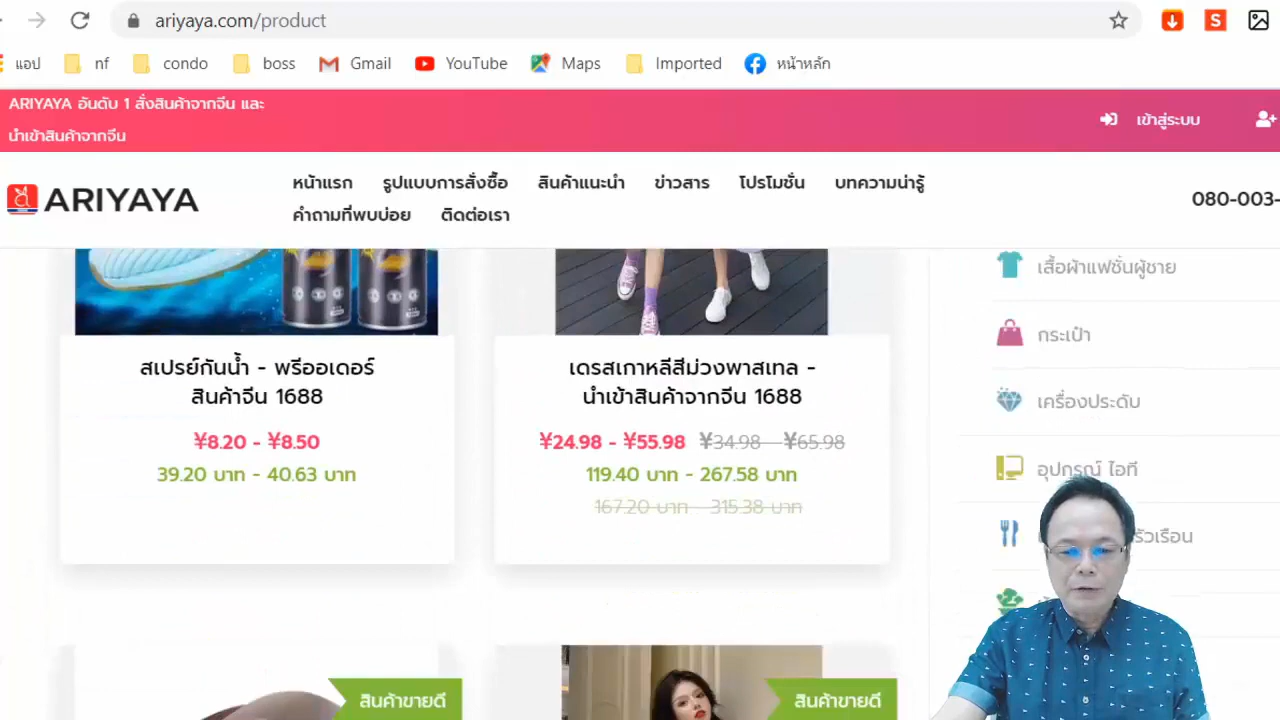 ariyaya.com/product
แอป
nf
condo
boss
Gmail
YouTube
Maps
Imported
หน้าหลัก
ARIYAYA อันดับ 1 สั่งสินค้าจากจีน และ
นำเข้าสินค้าจากจีน
เข้าสู่ระบบ
ARIYAYA
หน้าแรก
รูปแบบการสั่งซื้อ
สินค้าแนะนำ
ข่าวสาร
โปรโมชั่น
บทความน่ารู้
คำถามที่พบบ่อย
ติดต่อเรา
080-003-
สเปรย์กันน้ำ - พรีออเดอร์
สินค้าจีน 1688
¥8.20 - ¥8.50
39.20 บาท - 40.63 บาท
เดรสเกาหลีสีม่วงพาสเทล -
นำเข้าสินค้าจากจีน 1688
¥24.98 - ¥55.98 ¥34.98 - ¥65.98
119.40 บาท - 267.58 บาท
167.20 บาท - 315.38 บาท
สินค้าขายดี
สินค้าขายดี
เสื้อผ้าแฟชั่นผู้ชาย
กระเป๋า
เครื่องประดับ
อุปกรณ์ ไอที
รัวเรือน